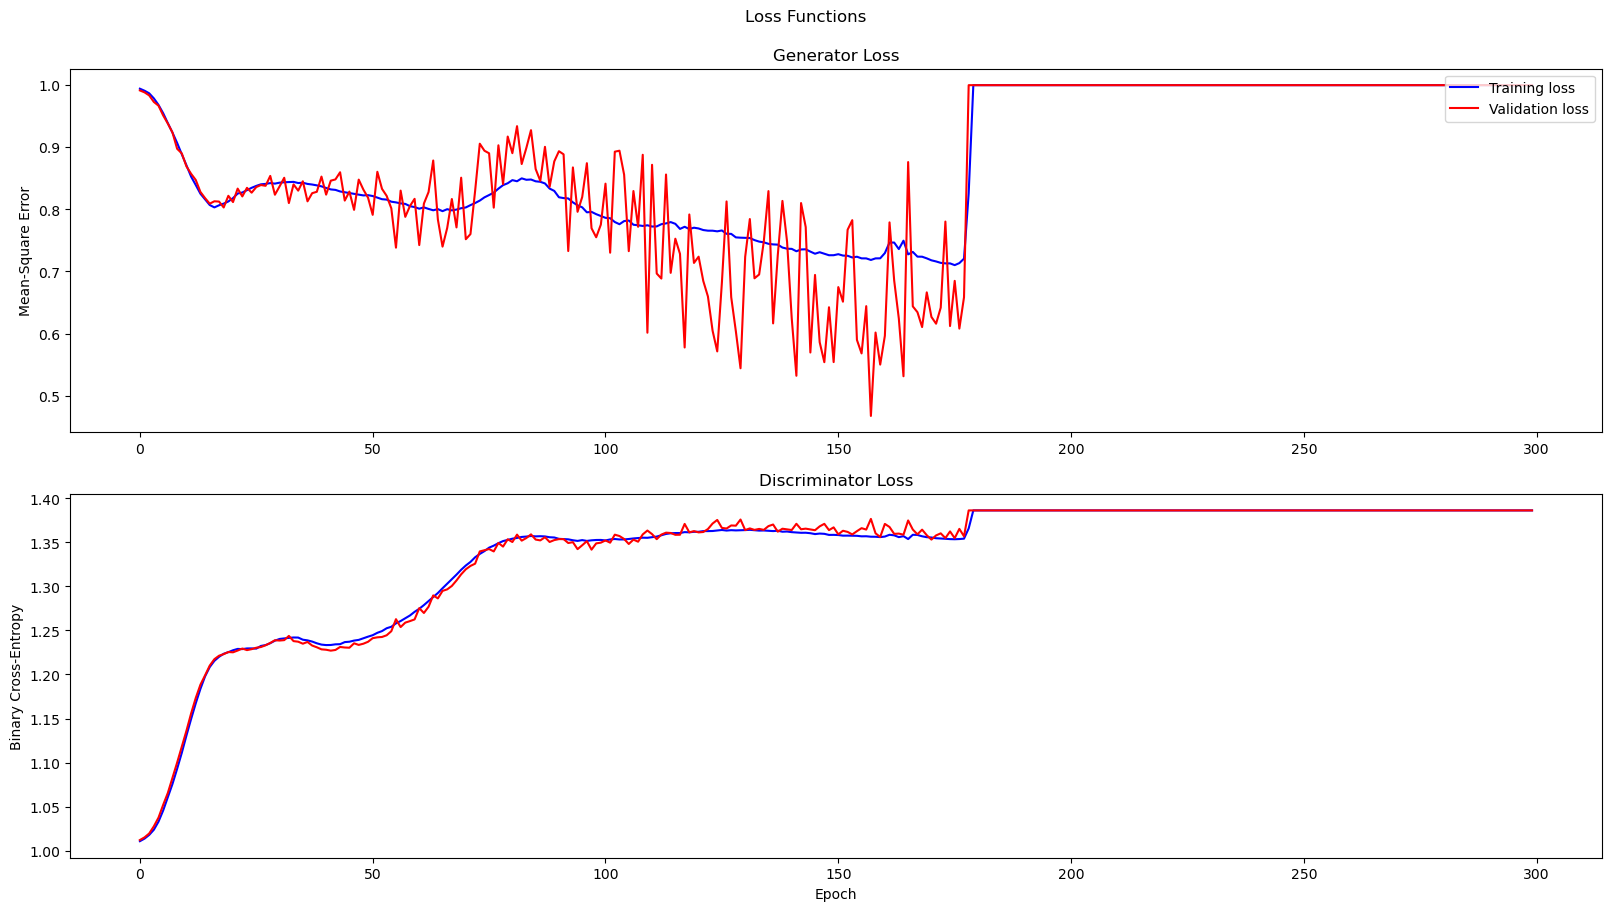 Loss Functions
Generator Loss
Mean-Square Error
1.0
0.9
0.8
0.7
0.6
0.5
Training loss
Validation loss
0 50 100 150 200 250 300
Discriminator Loss
Binary Cross-Entropy
1.40
1.35
1.30
1.25
1.20
1.15
1.10
1.05
1.00
0 50 100 150 200 250 300
Epoch